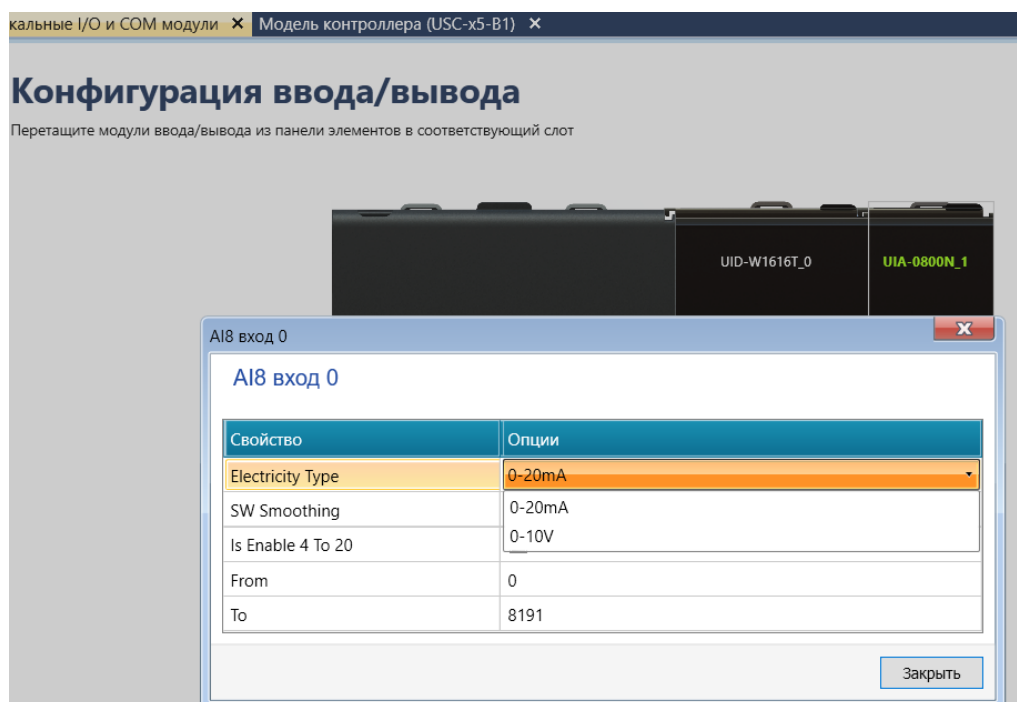 кальные I/O и COM модули ✕ Модель контроллера (USC-x5-B1) ✕
Конфигурация ввода/вывода
Перетащите модули ввода/вывода из панели элементов в соответствующий слот
UID-W1616T_0 UIA-0800N_1
AI8 вход 0
AI8 вход 0
Свойство Опции
Electricity Type 0-20mA
SW Smoothing 0-20mA
Is Enable 4 To 20 0-10V
From 0
To 8191
Закрыть